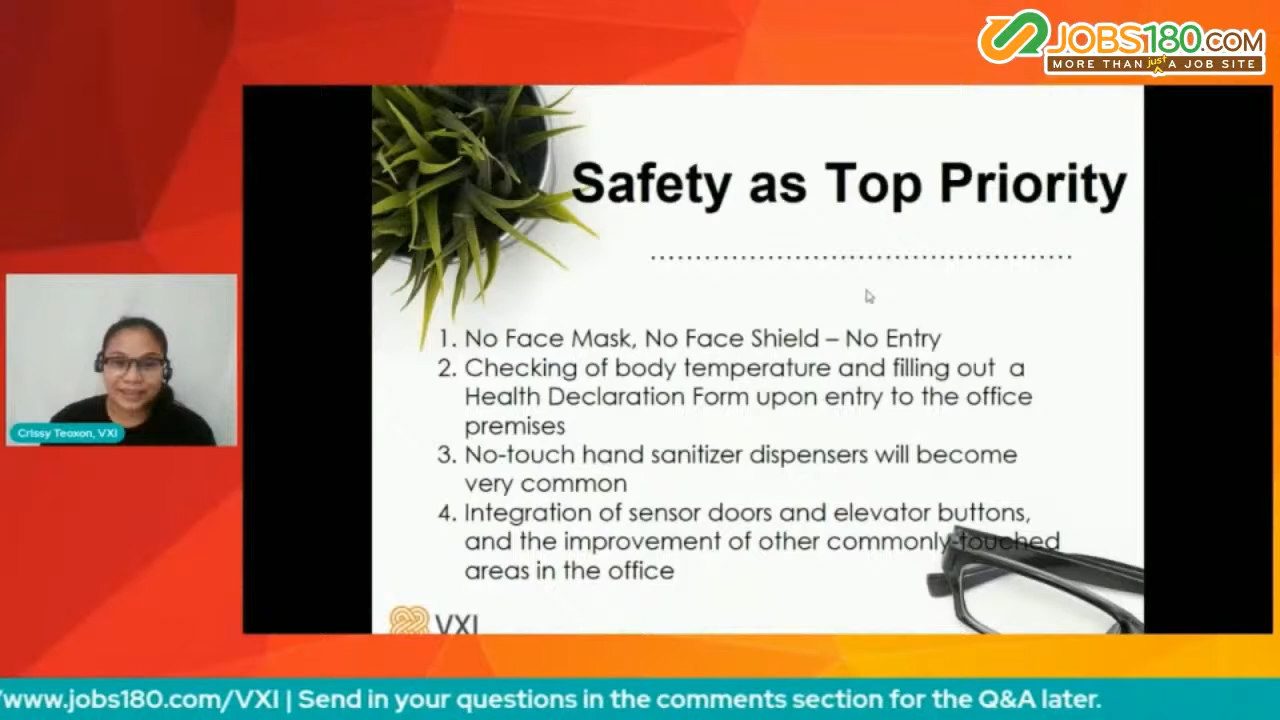 JOBS180.COM
MORE THAN just A JOB SITE
Safety as Top Priority
1. No Face Mask, No Face Shield – No Entry
2. Checking of body temperature and filling out a
Health Declaration Form upon entry to the office
premises
3. No-touch hand sanitizer dispensers will become
very common
4. Integration of sensor doors and elevator buttons,
and the improvement of other commonly-touched
areas in the office
VXI
Crissy Teoxon, VXI
/www.jobs180.com/VXI | Send in your questions in the comments section for the Q&A later.